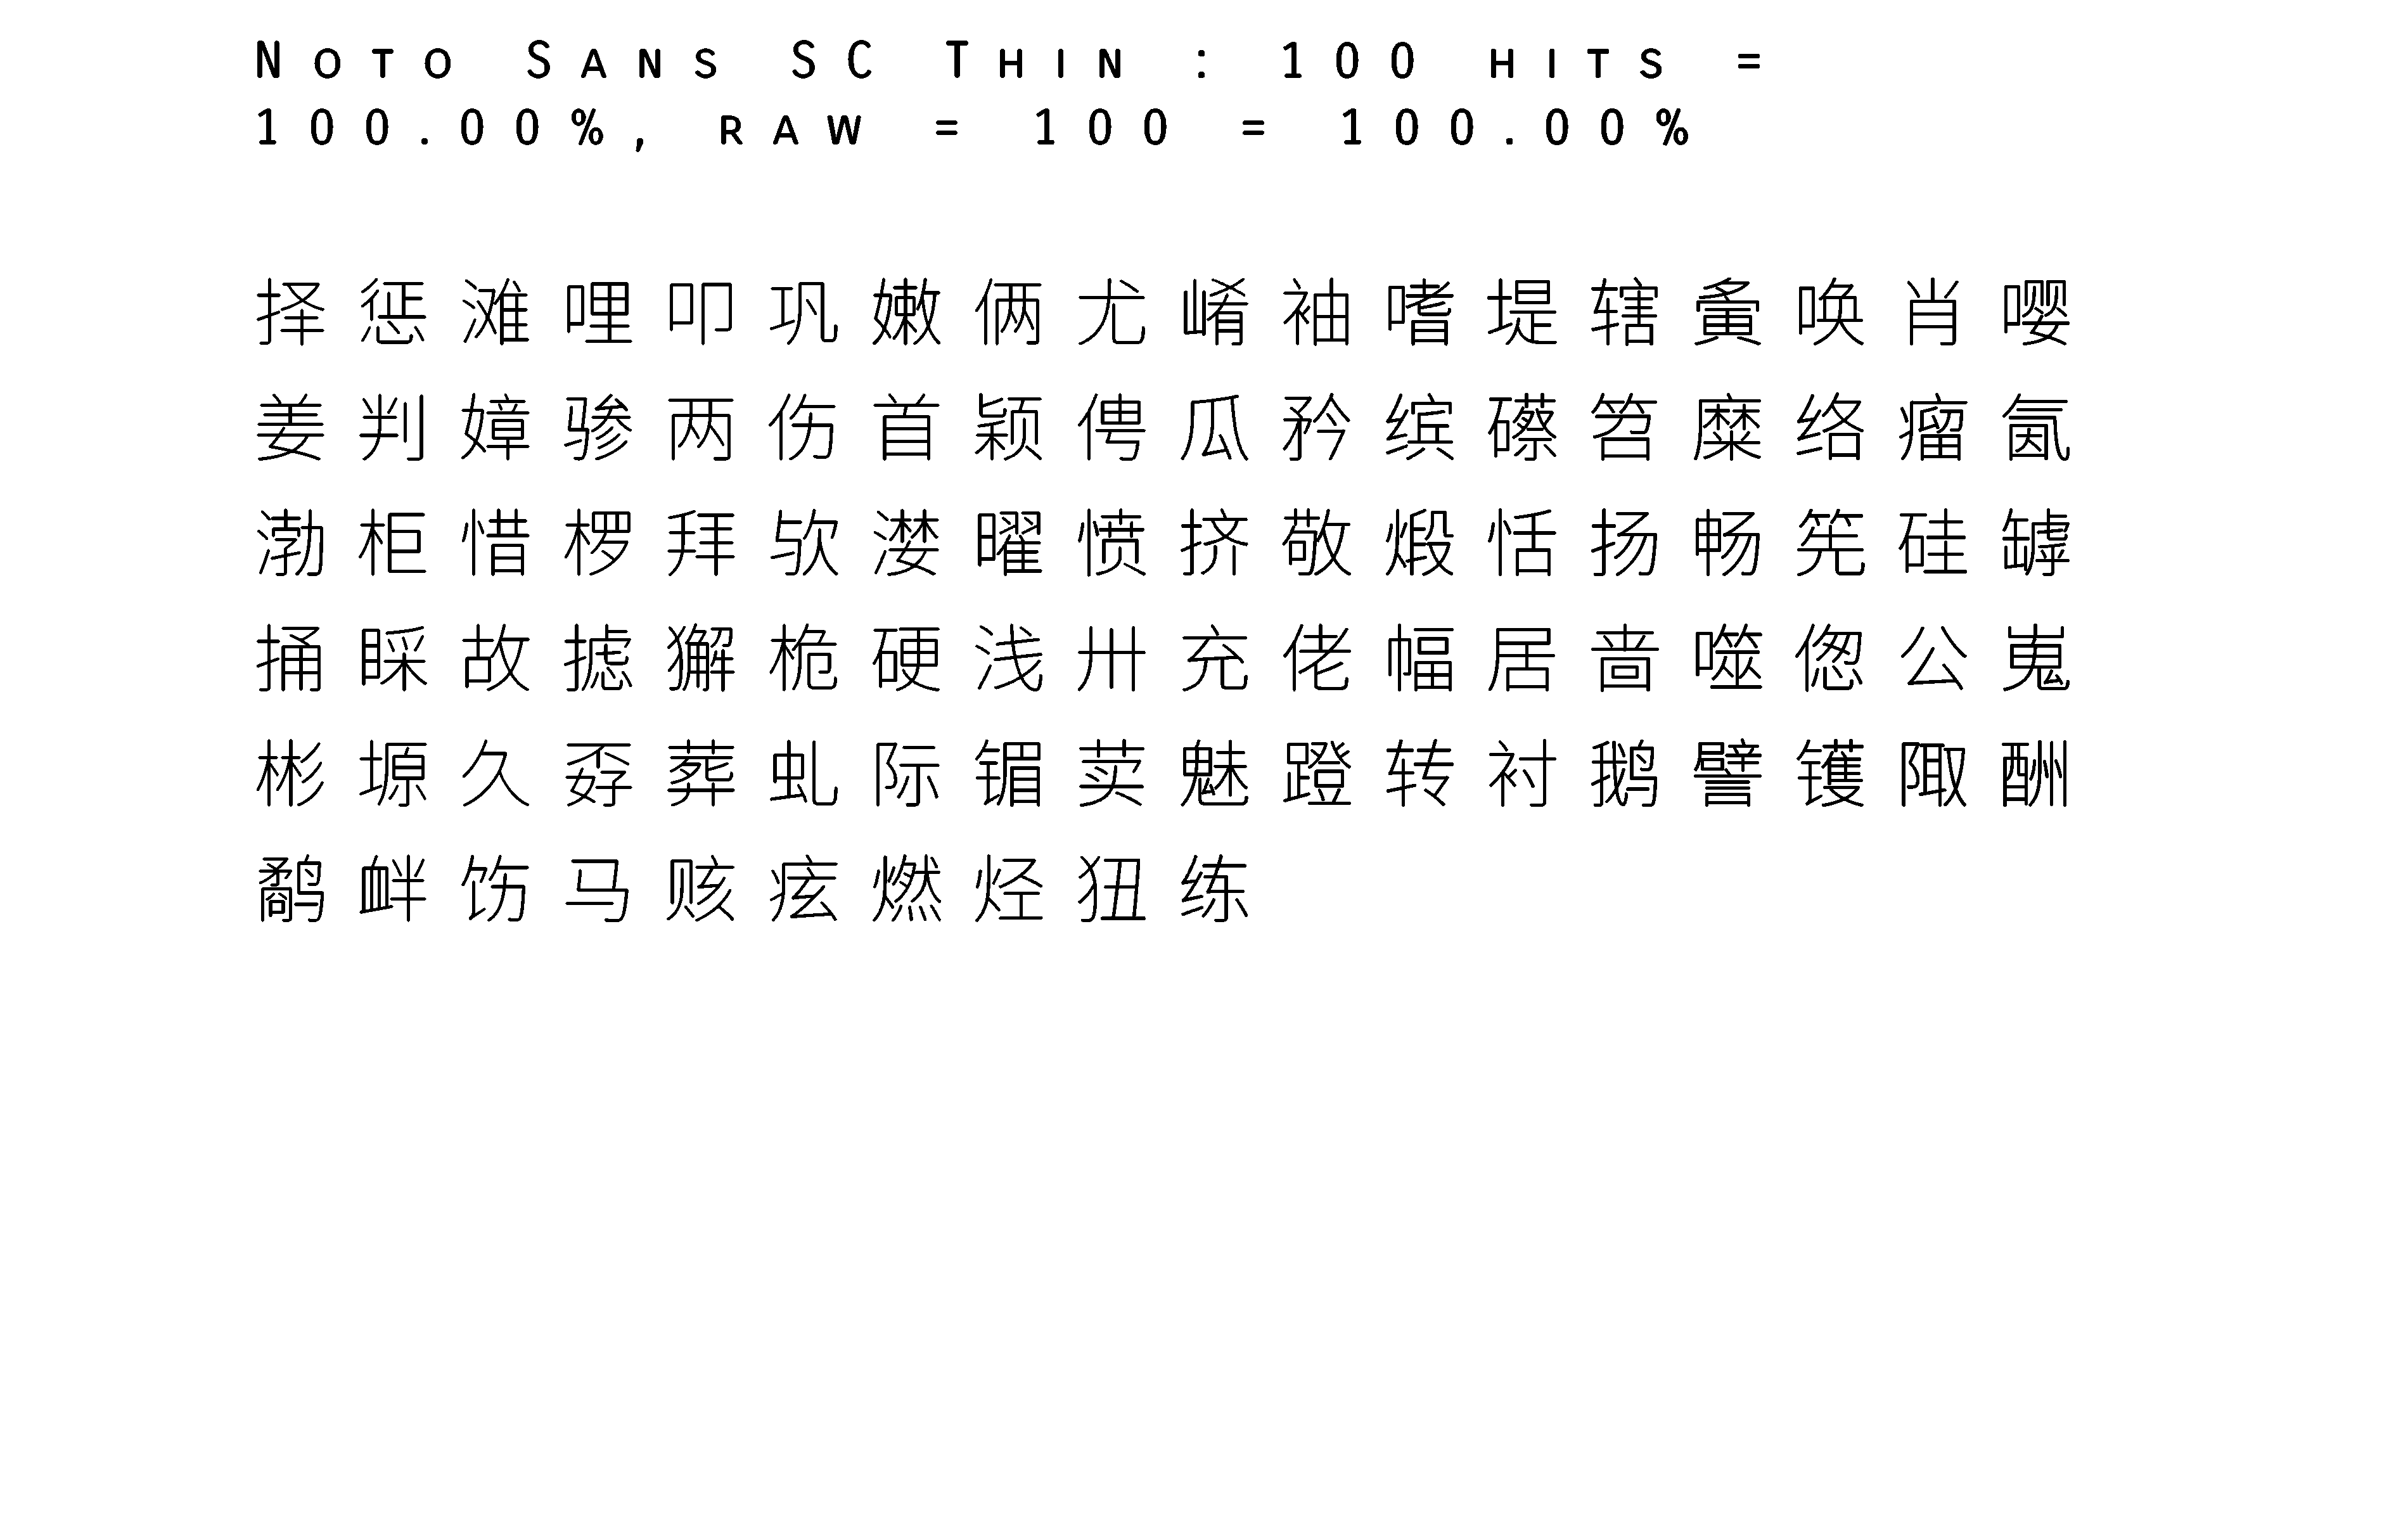 Noto Sans SC Thin : 100 hits =
100.00%, raw = 100 = 100.00%
择惩滩哩叩巩嫩俩尤崤袖嗜堤辖夤唤肖嘤
姜判嫜骖两伤首颖俜瓜矜缤礤笤糜络瘤氤
渤柜惜椤拜欤溇曜愤挤敬煅恬扬畅筅硅罅
捅睬故摅獬桅硬浅卅充佬幅居啬噬偬公嵬
彬塬久孬葬虬际镅荬魅蹬转衬鹅譬镬陬酬
鹬衅饬马赅痃燃烃狃练